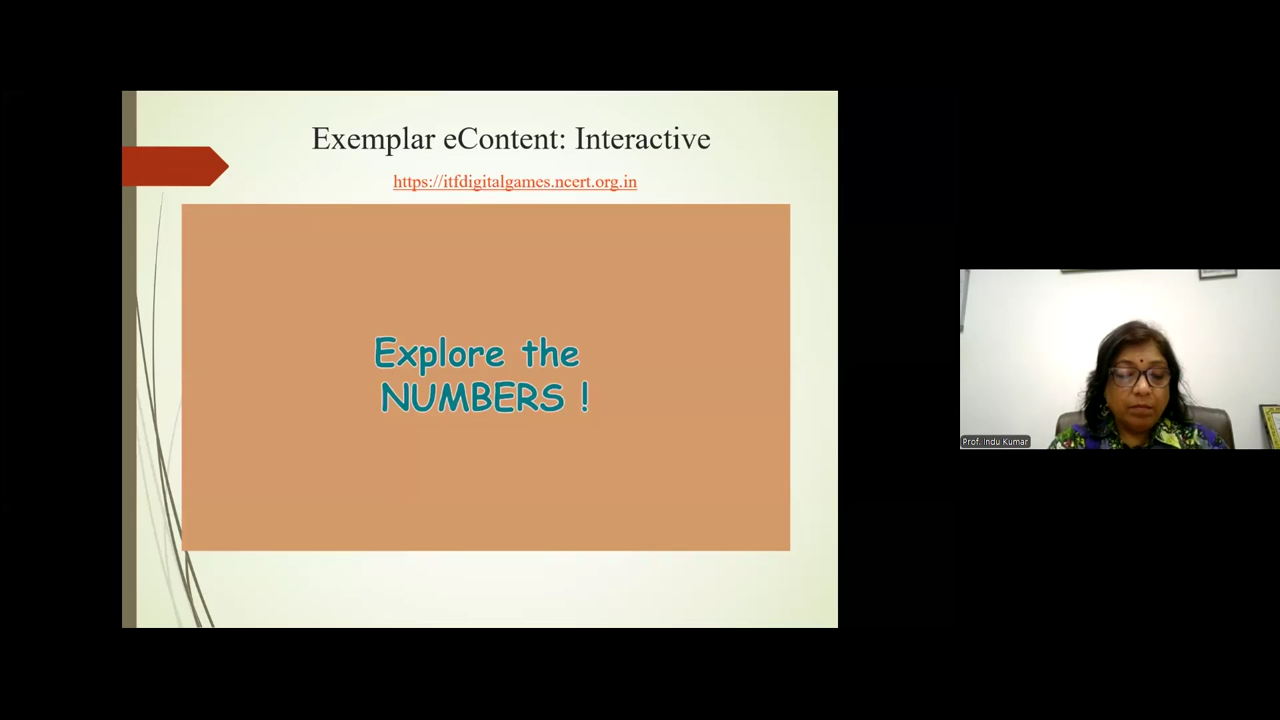 Exemplar eContent: Interactive
https://itfdigitalgames.ncert.org.in
Explore the
NUMBERS !
Prof. Indu Kumar